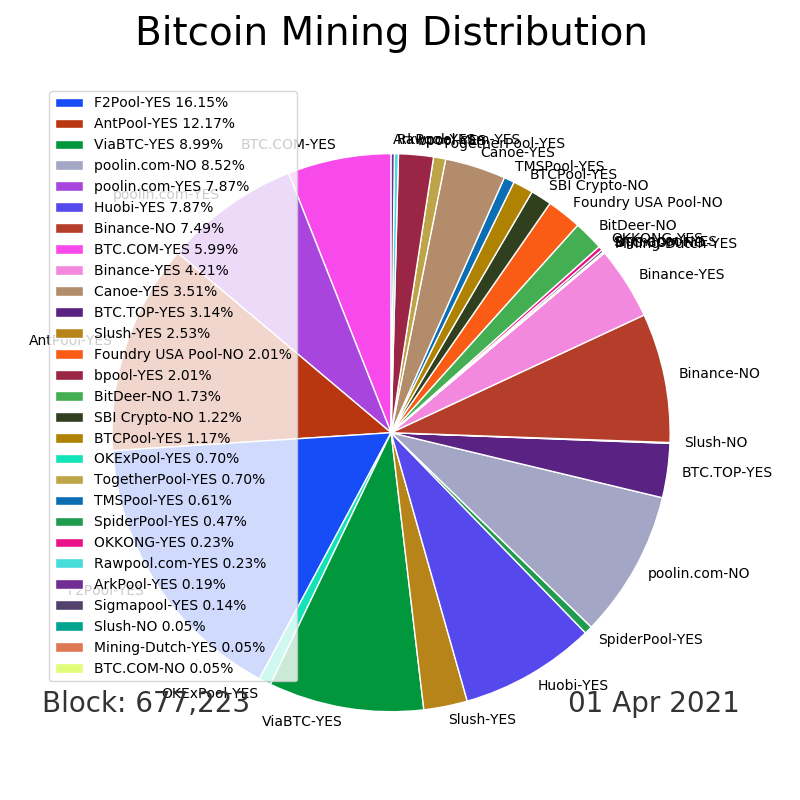 Bitcoin Mining Distribution
F2Pool-YES 16.15%
AntPool-YES 12.17%
ViaBTC-YES 8.99%
poolin.com-NO 8.52%
poolin.com-YES 7.87%
Huobi-YES 7.87%
Binance-NO 7.49%
BTC.COM-YES 5.99%
Binance-YES 4.21%
Canoe-YES 3.51%
BTC.TOP-YES 3.14%
Slush-YES 2.53%
Foundry USA Pool-NO 2.01%
bpool-YES 2.01%
BitDeer-NO 1.73%
SBI Crypto-NO 1.22%
BTCPool-YES 1.17%
OKExPool-YES 0.70%
TogetherPool-YES 0.70%
TMSPool-YES 0.61%
SpiderPool-YES 0.47%
OKKONG-YES 0.23%
Rawpool.com-YES 0.23%
ArkPool-YES 0.19%
Sigmapool-YES 0.14%
Slush-NO 0.05%
Mining-Dutch-YES 0.05%
BTC.COM-NO 0.05%
BTC.COM-YES
poolin.com-YES
AntPool-YES
F2Pool-YES
OKExPool-YES
ViaBTC-YES
Slush-YES
Huobi-YES
SpiderPool-YES
poolin.com-NO
BTC.TOP-YES
Slush-NO
Binance-NO
Binance-YES
Mining-Dutch-YES
OKKONG-YES
BitDeer-NO
Foundry USA Pool-NO
SBI Crypto-NO
BTCPool-YES
TMSPool-YES
Canoe-YES
TogetherPool-YES
Block: 677,223
01 Apr 2021